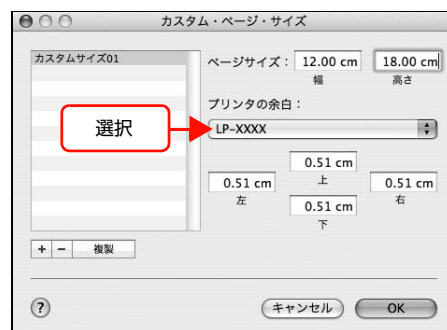 カスタム・ページ・サイズ
カスタムサイズ01
ページサイズ： 12.00 cm 18.00 cm
幅 高さ
プリンタの余白：
選択
LP-XXXX
0.51 cm
上
0.51 cm 0.51 cm
左 右
0.51 cm
下
+ − 複製
? キャンセル OK